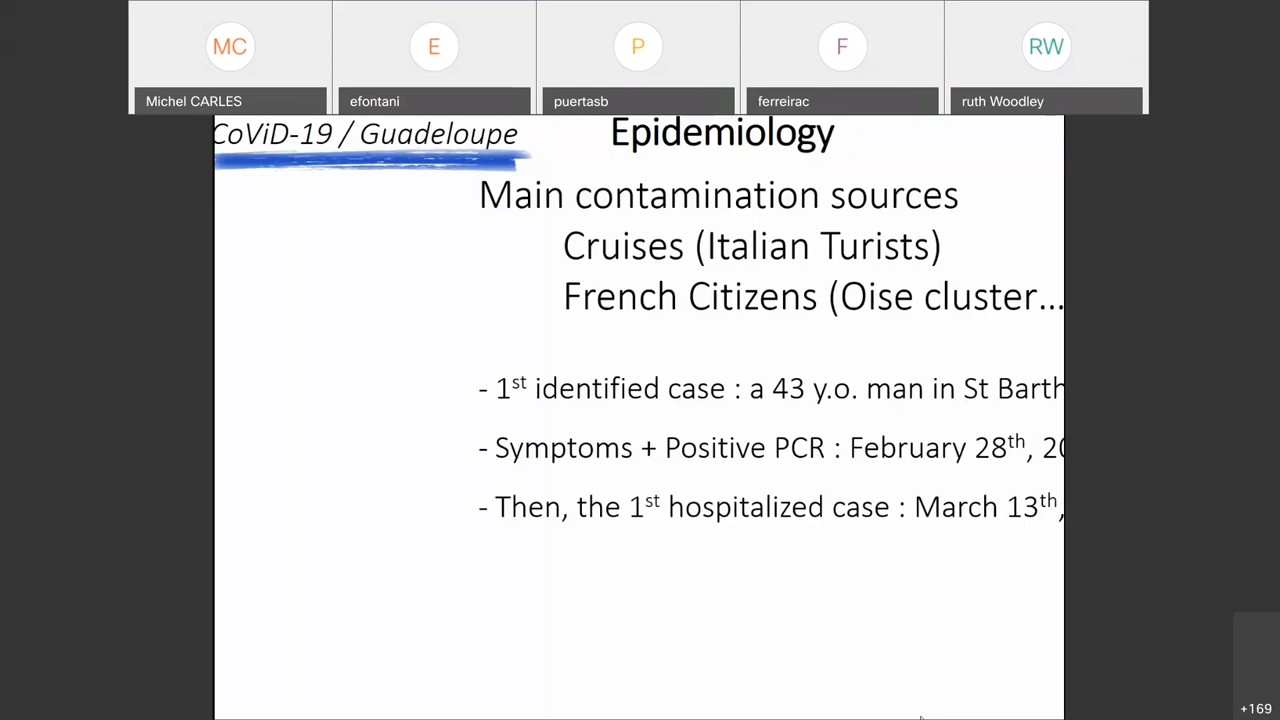 MC E P F RW
Michel CARLES efontani puertasb ferreirac ruth Woodley
CoViD-19 / Guadeloupe
Epidemiology
Main contamination sources
Cruises (Italian Turists)
French Citizens (Oise cluster...
- 1st identified case : a 43 y.o. man in St Barth
- Symptoms + Positive PCR : February 28th, 20
- Then, the 1st hospitalized case : March 13th,
+169